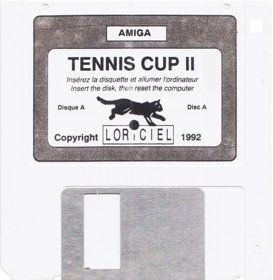 AMIGA
TENNIS CUP II
Insérez la disquette et allumer l'ordinateur
Insert the disk, then reset the computer
Disque A Disc A
Copyright LORICIEL 1992